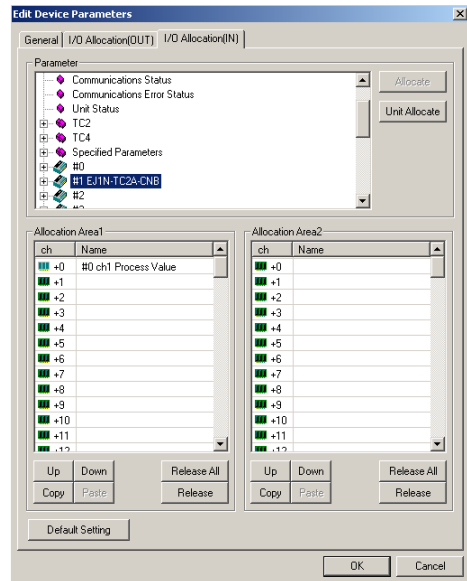 Edit Device Parameters
General I/O Allocation(OUT) I/O Allocation(IN)
Parameter
Communications Status
Communications Error Status
Unit Status
TC2
TC4
Specified Parameters
#0
#1 EJ1N-TC2A-CNB
#2
Allocate
Unit Allocate
Allocation Area1
ch Name
+0 #0 ch1 Process Value
+1
+2
+3
+4
+5
+6
+7
+8
+9
+10
+11
Up Down Release All
Copy Paste Release
Allocation Area2
ch Name
+0
+1
+2
+3
+4
+5
+6
+7
+8
+9
+10
+11
Up Down Release All
Copy Paste Release
Default Setting
OK Cancel